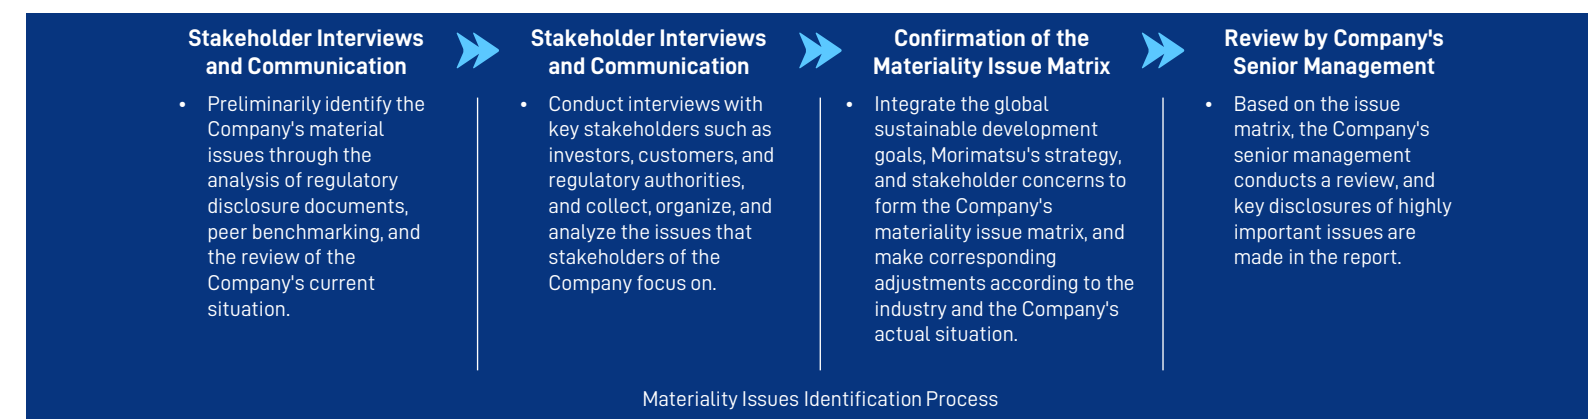 Stakeholder Interviews
and Communication
• Preliminarily identify the
Company's material
issues through the
analysis of regulatory
disclosure documents,
peer benchmarking, and
the review of the
Company's current
situation.
Stakeholder Interviews
and Communication
• Conduct interviews with
key stakeholders such as
investors, customers, and
regulatory authorities,
and collect, organize, and
analyze the issues that
stakeholders of the
Company focus on.
Confirmation of the
Materiality Issue Matrix
• Integrate the global
sustainable development
goals, Morimatsu's strategy,
and stakeholder concerns to
form the Company's
materiality issue matrix, and
make corresponding
adjustments according to the
industry and the Company's
actual situation.
Review by Company's
Senior Management
• Based on the issue
matrix, the Company's
senior management
conducts a review, and
key disclosures of highly
important issues are
made in the report.
Materiality Issues Identification Process